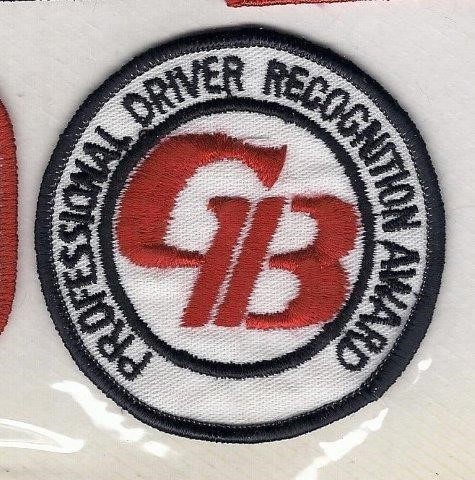 PROFESSIONAL DRIVER RECOGNITION AWARD
GB